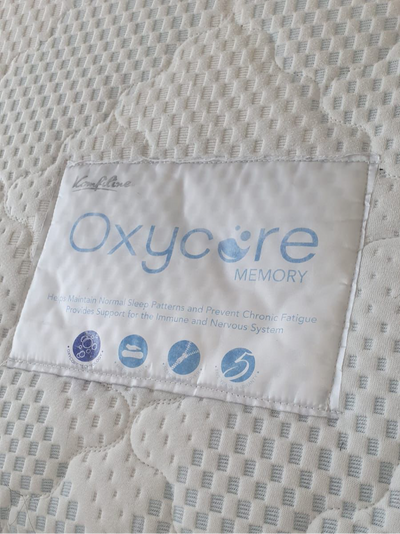 Komfilowe
Oxycore
MEMORY
Helps Maintain Normal Sleep Patterns and Prevent Chronic Fatigue
Provides Support for the Immune and Nervous System
5